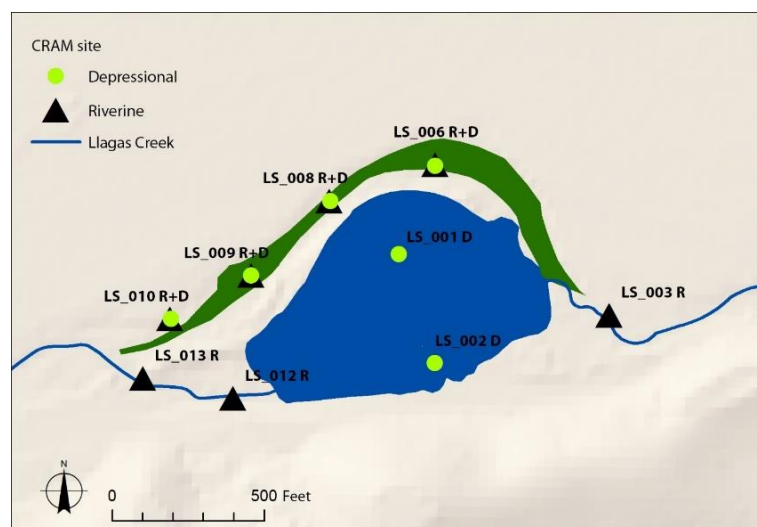 CRAM site
Depressional
Riverine
Llagas Creek
LS_006 R+D
LS_008 R+D
LS_001 D
LS_009 R+D
LS_003 R
LS_010 R+D
LS_002 D
LS_013 R
LS_012 R
N
0 500 Feet